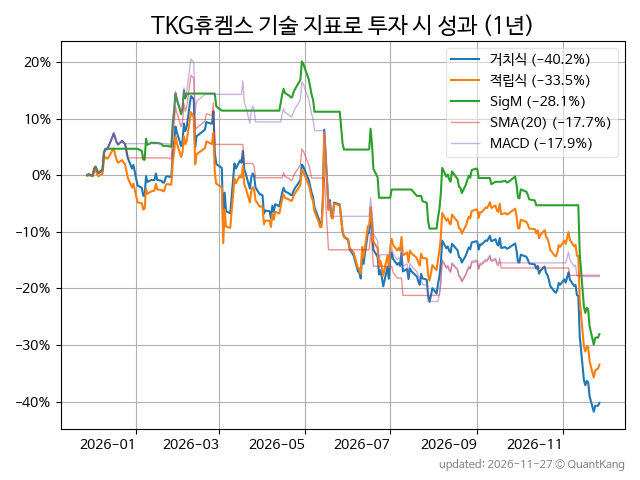 TKG휴켐스 기술 지표로 투자 시 성과 (1년)
거치식 (−40.2%)
적립식 (−33.5%)
SigM (−28.1%)
SMA(20) (−17.7%)
MACD (−17.9%)
20%
10%
0%
−10%
−20%
−30%
−40%
2026-01
2026-03
2026-05
2026-07
2026-09
2026-11
updated: 2026-11-27 © QuantKang